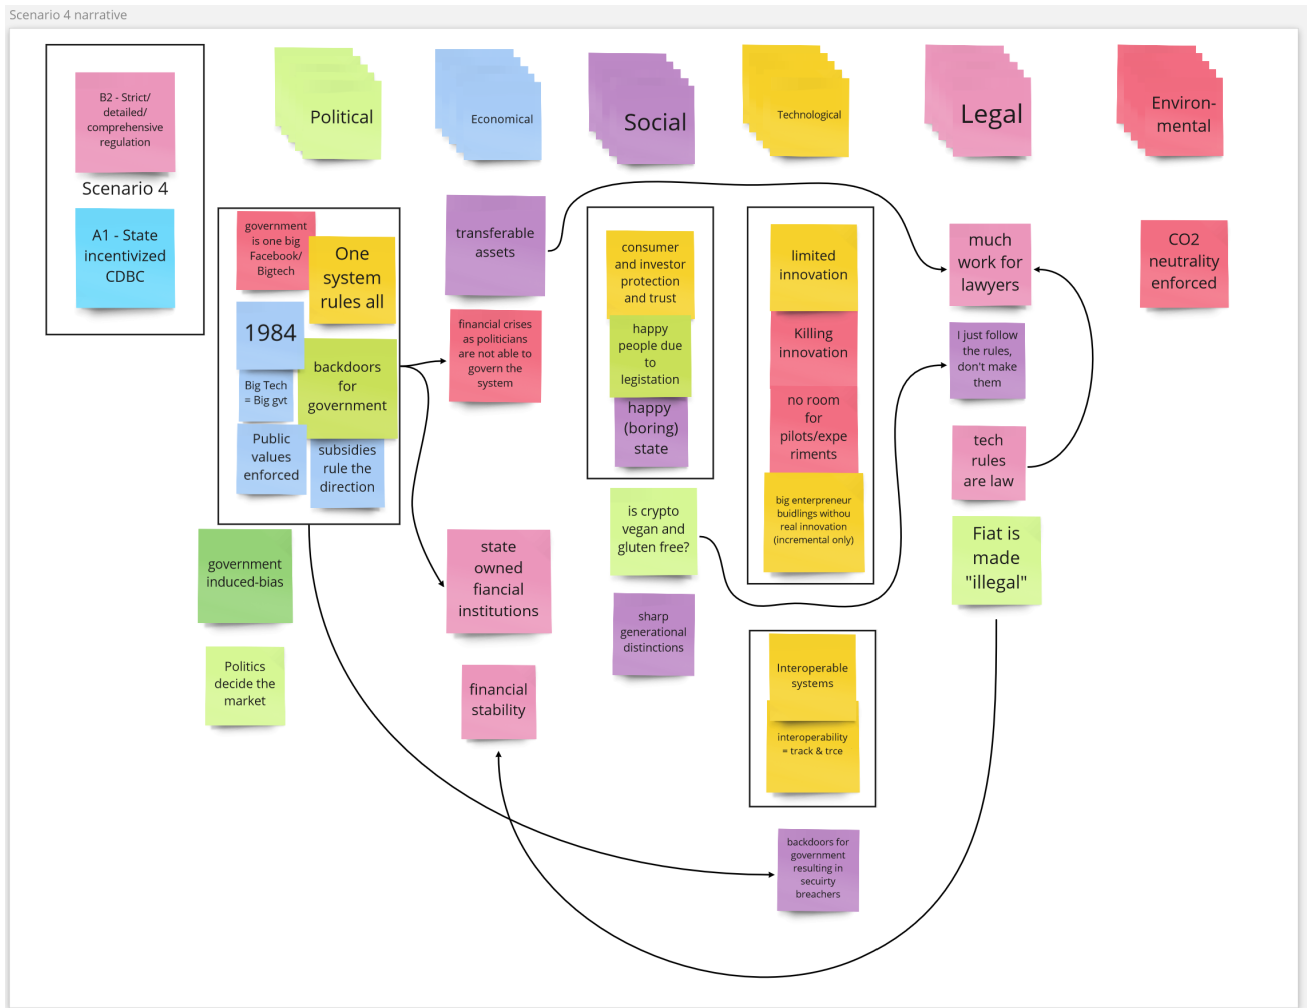 Scenario 4 narrative
B2 - Strict/
detailed/
comprehensive
regulation
Scenario 4
A1 - State
incentivized
CDBC
Political
Economical
Social
Technological
Legal
Environ-
mental
government
is one big
Facebook/
Bigtech
One
system
rules all
1984
backdoors
for
government
Big Tech
= Big gvt
Public
values
enforced
subsidies
rule the
direction
government
induced-bias
Politics
decide the
market
transferable
assets
financial crises
as politicians
are not able to
govern the
system
state
owned
fiancial
institutions
financial
stability
consumer
and investor
protection
and trust
happy
people due
to
legistation
happy
(boring)
state
is crypto
vegan and
gluten free?
sharp
generational
distinctions
limited
innovation
Killing
innovation
no room
for
pilots/expe
riments
big enterpreneur
buidlings withou
real innovation
(incremental only)
Interoperable
systems
interoperability
= track & trce
backdoors for
government
resulting in
secuirty
breachers
much
work for
lawyers
I just follow
the rules,
don't make
them
tech
rules
are law
Fiat is
made
"illegal"
CO2
neutrality
enforced